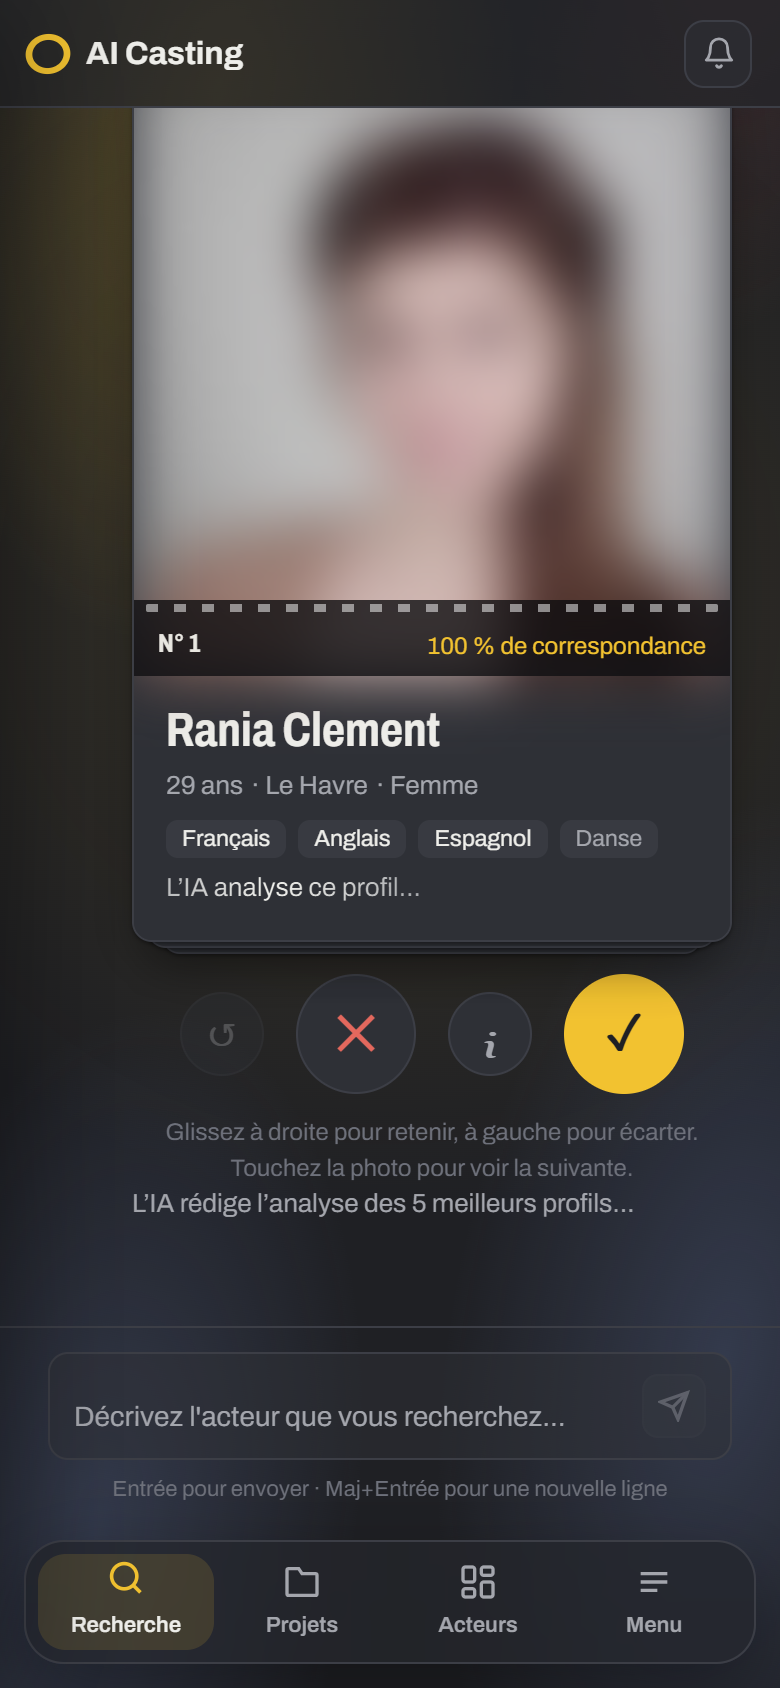 AI Casting
N° 1
100 % de correspondance
Rania Clement
29 ans · Le Havre · Femme
Français Anglais Espagnol Danse
L’IA analyse ce profil...
Glissez à droite pour retenir, à gauche pour écarter.
Touchez la photo pour voir la suivante.
L’IA rédige l’analyse des 5 meilleurs profils...
Décrivez l'acteur que vous recherchez...
Entrée pour envoyer · Maj+Entrée pour une nouvelle ligne
Recherche Projets Acteurs Menu